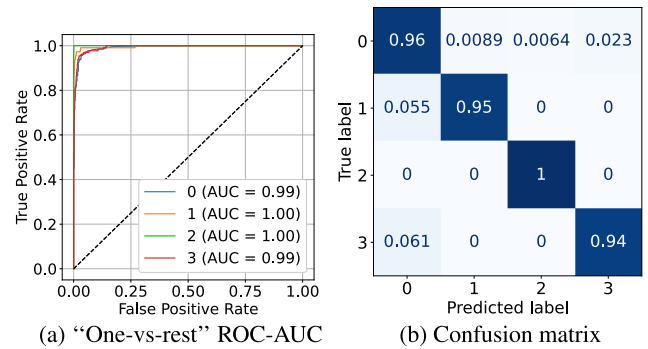 True Positive Rate
1.0
0.8
0.6
0.4
0.2
0.0
0 (AUC = 0.99)
1 (AUC = 1.00)
2 (AUC = 1.00)
3 (AUC = 0.99)
0.00 0.25 0.50 0.75 1.00
False Positive Rate
(a) “One-vs-rest” ROC-AUC
True label
0 0.96 0.0089 0.0064 0.023
1 0.055 0.95 0 0
2 0 0 1 0
3 0.061 0 0 0.94
0 1 2 3
Predicted label
(b) Confusion matrix